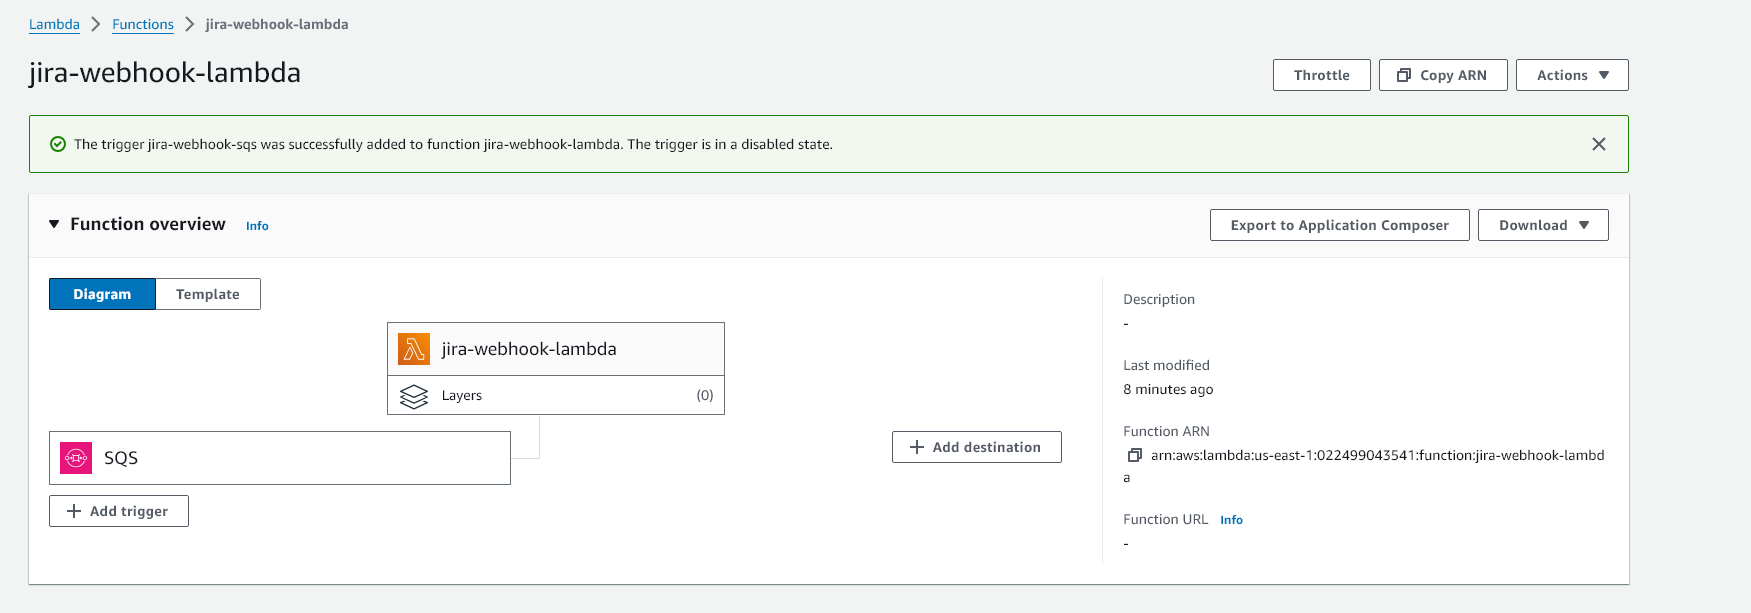 Lambda > Functions > jira-webhook-lambda
jira-webhook-lambda
Throttle
Copy ARN
Actions
The trigger jira-webhook-sqs was successfully added to function jira-webhook-lambda. The trigger is in a disabled state.
Function overview Info
Export to Application Composer
Download
Diagram
Template
jira-webhook-lambda
Layers (0)
SQS
Add trigger
Add destination
Description
-
Last modified
8 minutes ago
Function ARN
arn:aws:lambda:us-east-1:022499043541:function:jira-webhook-lambd
a
Function URL Info
-